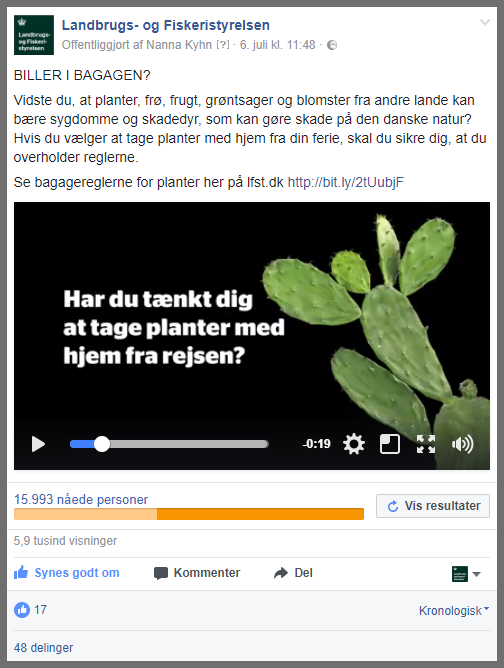 Landbrugs-
og Fiskeri-
styrelsen
Landbrugs- og Fiskeristyrelsen
Offentliggjort af Nanna Kyhn [?] · 6. juli kl. 11:48 ·
BILLER I BAGAGEN?
Vidste du, at planter, frø, frugt, grøntsager og blomster fra andre lande kan
bære sygdomme og skadedyr, som kan gøre skade på den danske natur?
Hvis du vælger at tage planter med hjem fra din ferie, skal du sikre dig, at du
overholder reglerne.
Se bagagereglerne for planter her på lfst.dk http://bit.ly/2tUubjF
Har du tænkt dig
at tage planter med
hjem fra rejsen?
-0:19
15.993 nåede personer
Vis resultater
5,9 tusind visninger
Synes godt om Kommenter Del
17 Kronologisk
48 delinger